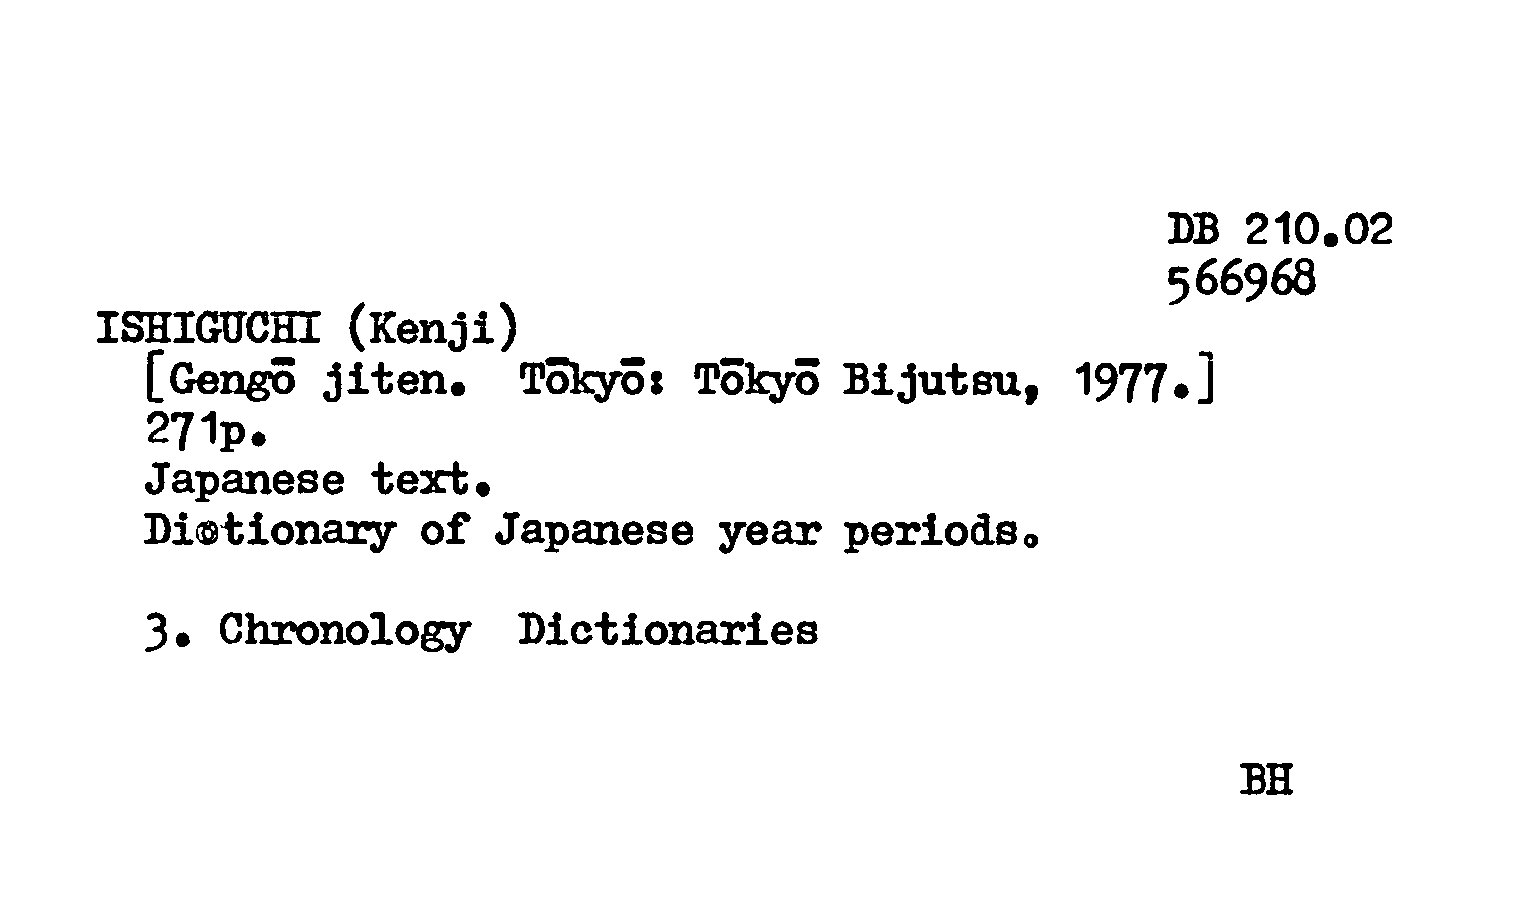 DB 210.02
566968
ISHIGUCHI (Kenji)
[Gengō jiten. Tōkyō: Tōkyō Bijutsu, 1977.]
271p.
Japanese text.
Dictionary of Japanese year periods.
3. Chronology Dictionaries
BH